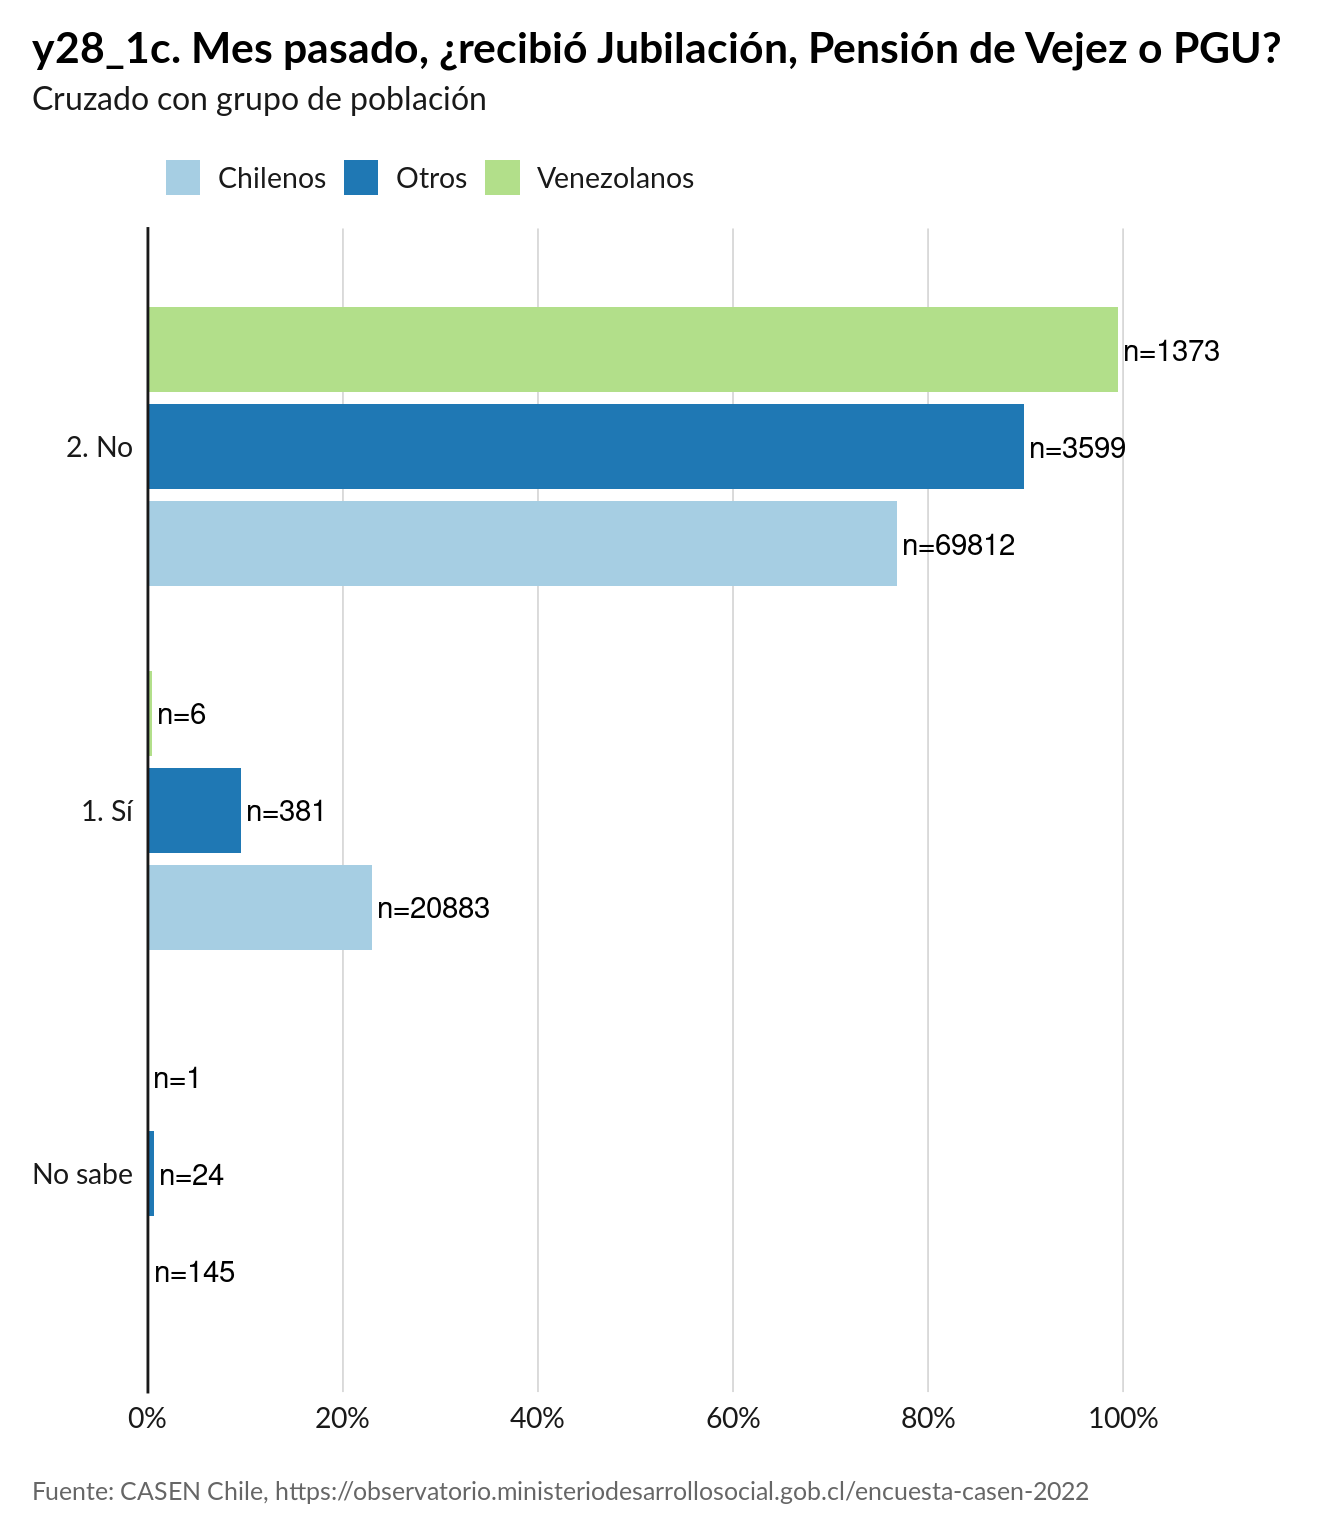 y28_1c. Mes pasado, ¿recibió Jubilación, Pensión de Vejez o PGU?
Cruzado con grupo de población
Chilenos Otros Venezolanos
n=1373
2. No n=3599
n=69812
n=6
1. Sí n=381
n=20883
n=1
No sabe n=24
n=145
0% 20% 40% 60% 80% 100%
Fuente: CASEN Chile, https://observatorio.ministeriodesarrollosocial.gob.cl/encuesta-casen-2022